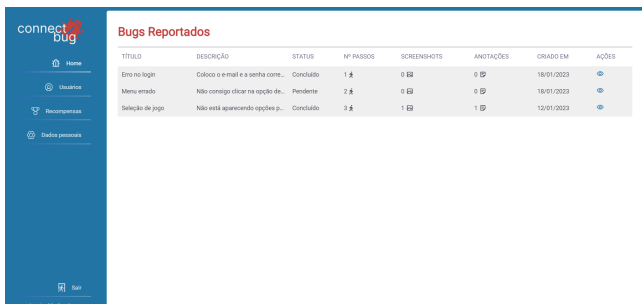 connect
bug
Home
Usuários
Recompensas
Dados pessoais
Sair
Bugs Reportados
TÍTULO DESCRIÇÃO STATUS Nº PASSOS SCREENSHOTS ANOTAÇÕES CRIADO EM AÇÕES
Erro no login Coloco o e-mail e a senha corre... Concluído 1 0 0 18/01/2023
Menu errado Não consigo clicar na opção de... Pendente 2 0 0 18/01/2023
Seleção de jogo Não está aparecendo opções p... Concluído 3 1 1 12/01/2023